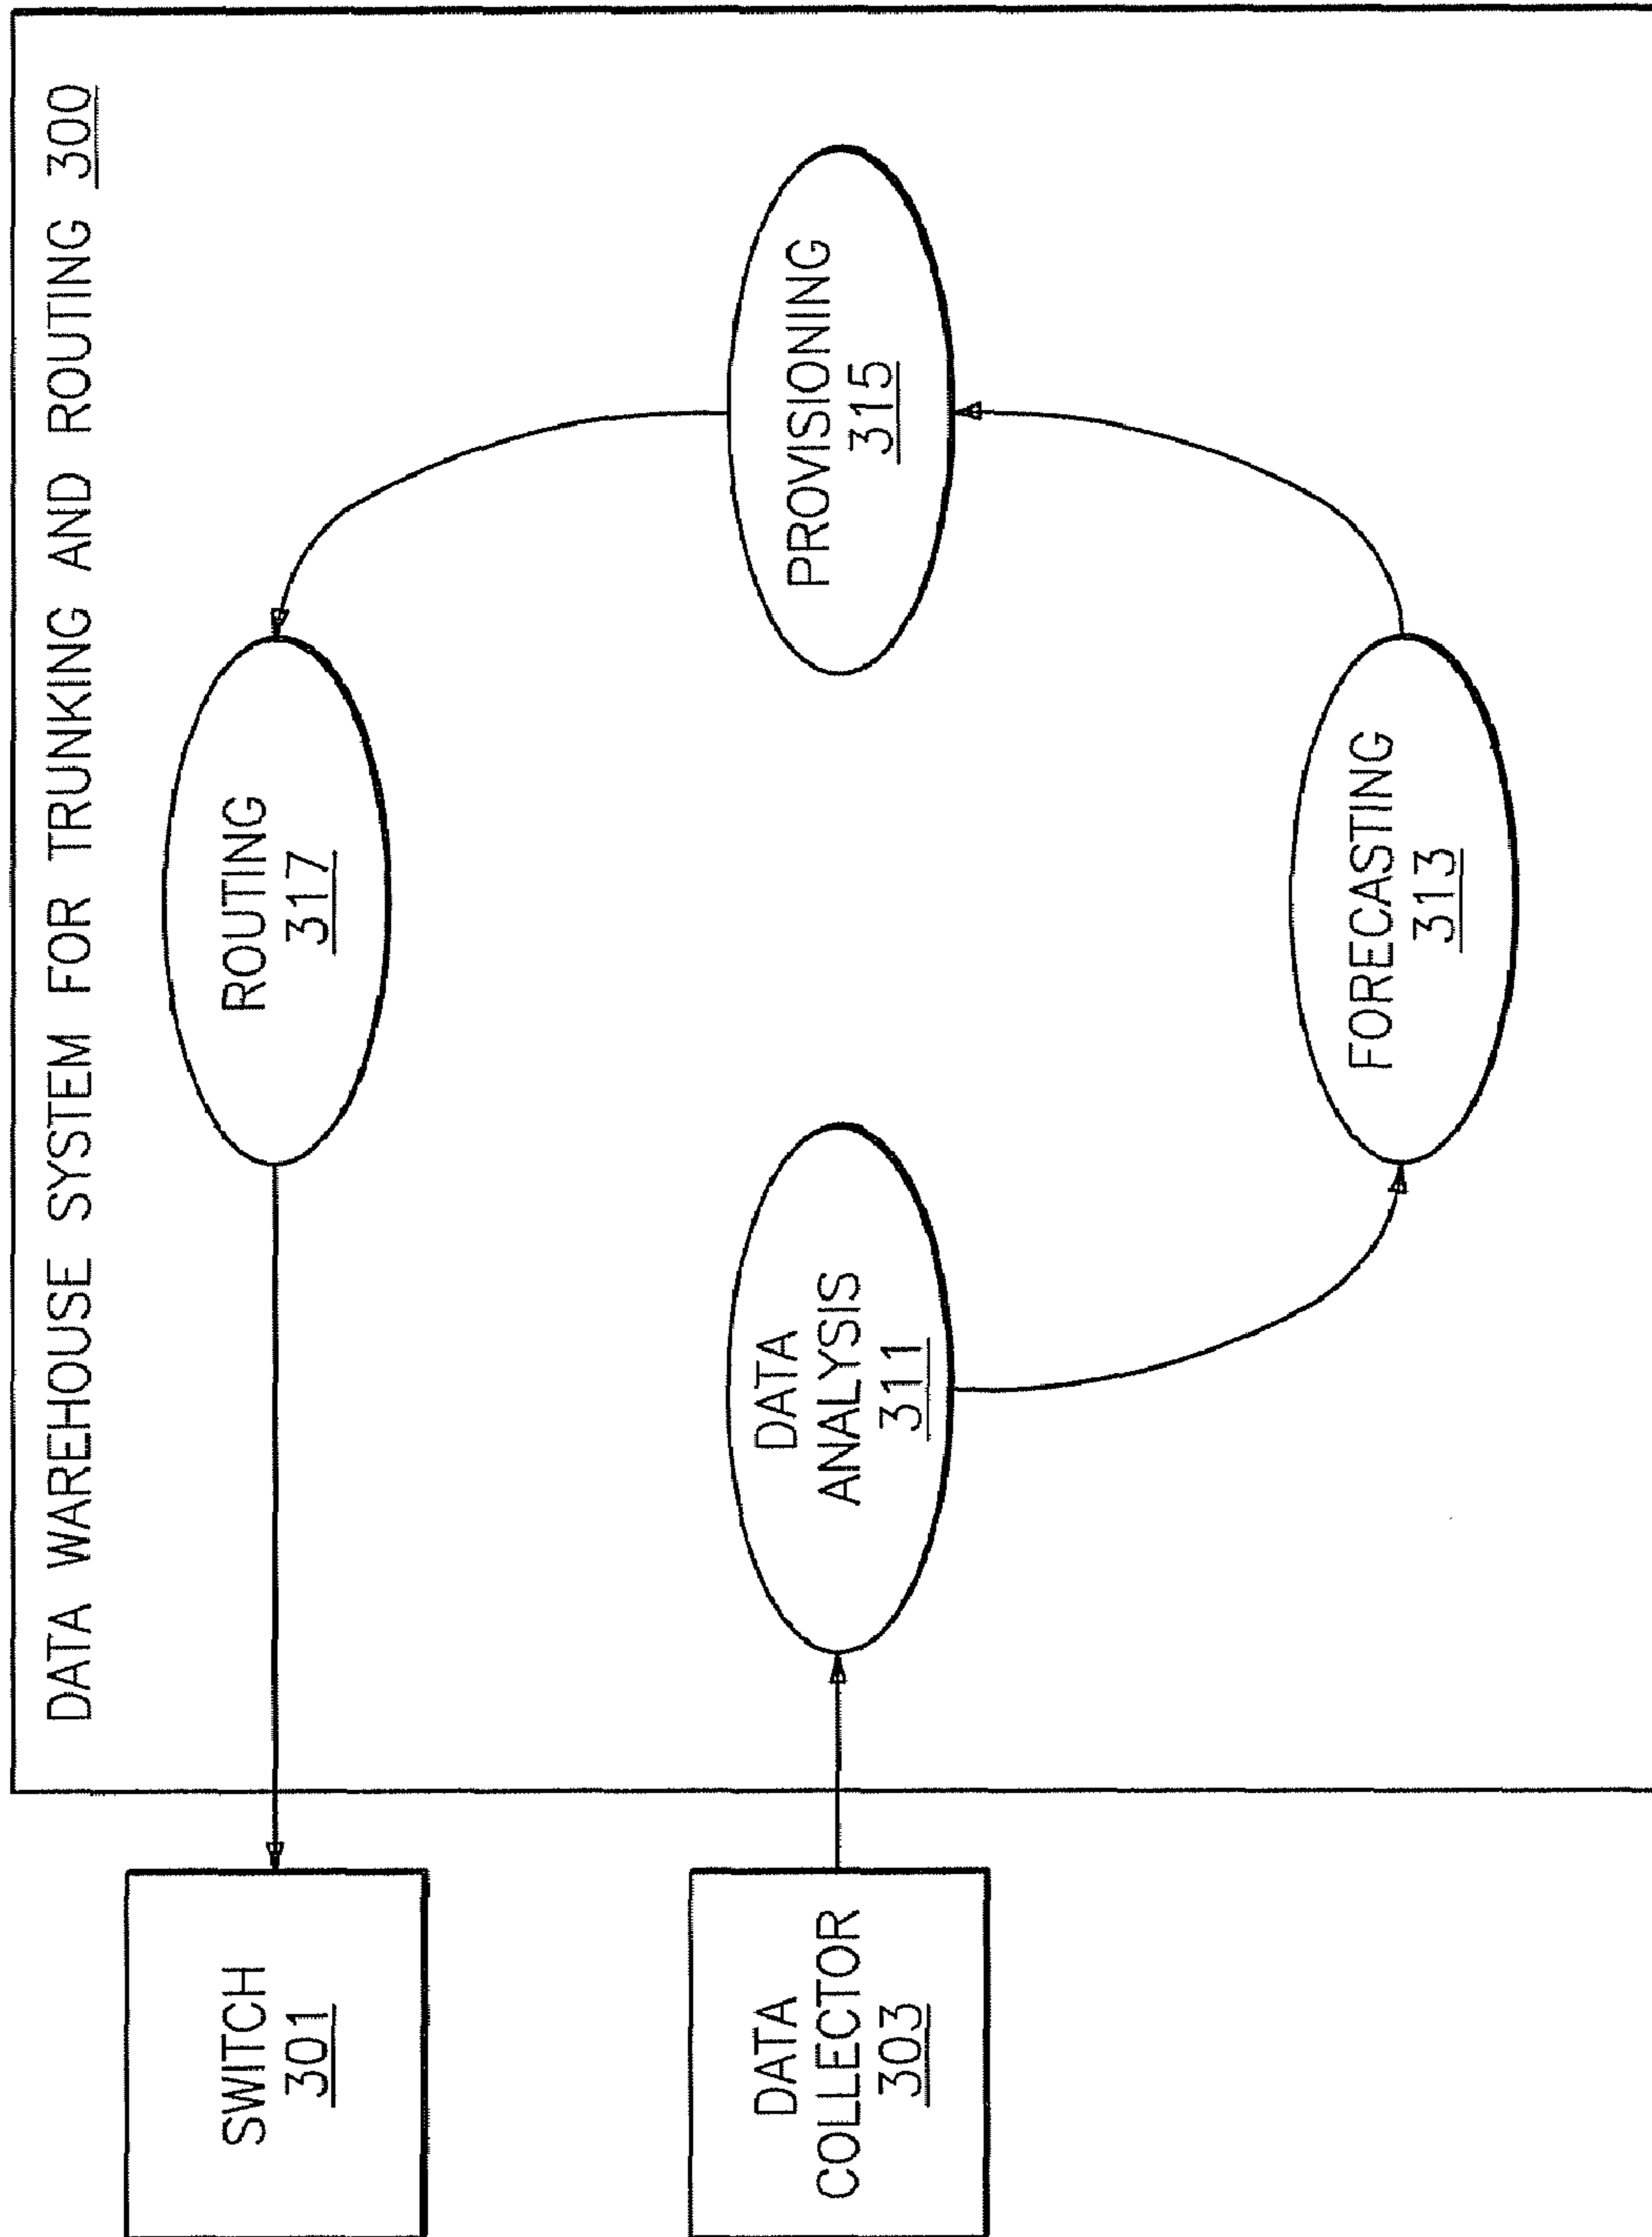 DATA WAREHOUSE SYSTEM FOR TRUNKING AND ROUTING 300
SWITCH
301
ROUTING
317
DATA
COLLECTOR
303
DATA
ANALYSIS
311
PROVISIONING
315
FORECASTING
313